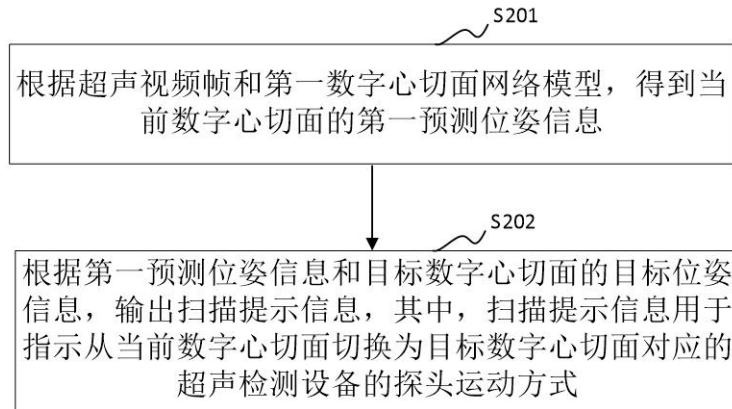 S201
根据超声视频帧和第一数字心切面网络模型，得到当
前数字心切面的第一预测位姿信息
S202
根据第一预测位姿信息和目标数字心切面的目标位姿
信息，输出扫描提示信息，其中，扫描提示信息用于
指示从当前数字心切面切换为目标数字心切面对应的
超声检测设备的探头运动方式